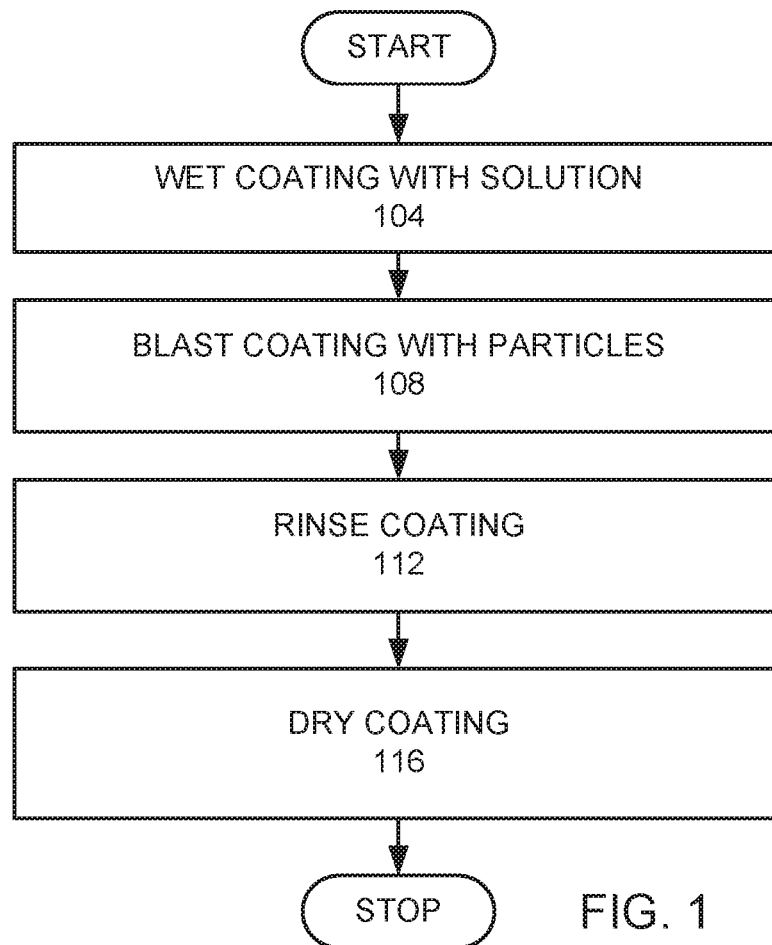 START
WET COATING WITH SOLUTION
104
BLAST COATING WITH PARTICLES
108
RINSE COATING
112
DRY COATING
116
STOP
FIG. 1